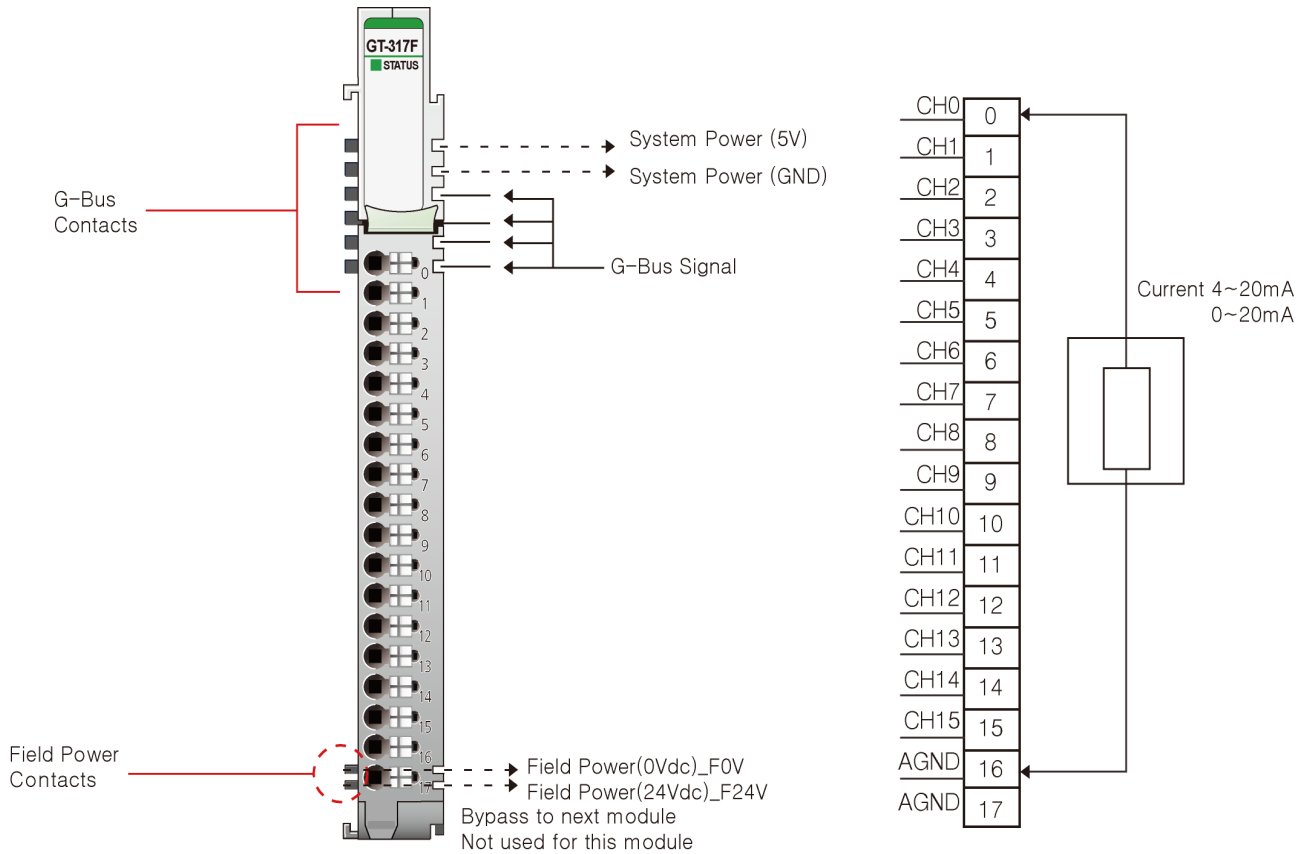 GT-317F
STATUS
System Power (5V)
System Power (GND)
G-Bus
Contacts
G-Bus Signal
0
1
2
3
4
5
6
7
8
9
10
11
12
13
14
15
16
17
Field Power
Contacts
Field Power(0Vdc)_F0V
Field Power(24Vdc)_F24V
Bypass to next module
Not used for this module
CH0 0
CH1 1
CH2 2
CH3 3
CH4 4
CH5 5
CH6 6
CH7 7
CH8 8
CH9 9
CH10 10
CH11 11
CH12 12
CH13 13
CH14 14
CH15 15
AGND 16
AGND 17
Current 4~20mA
0~20mA